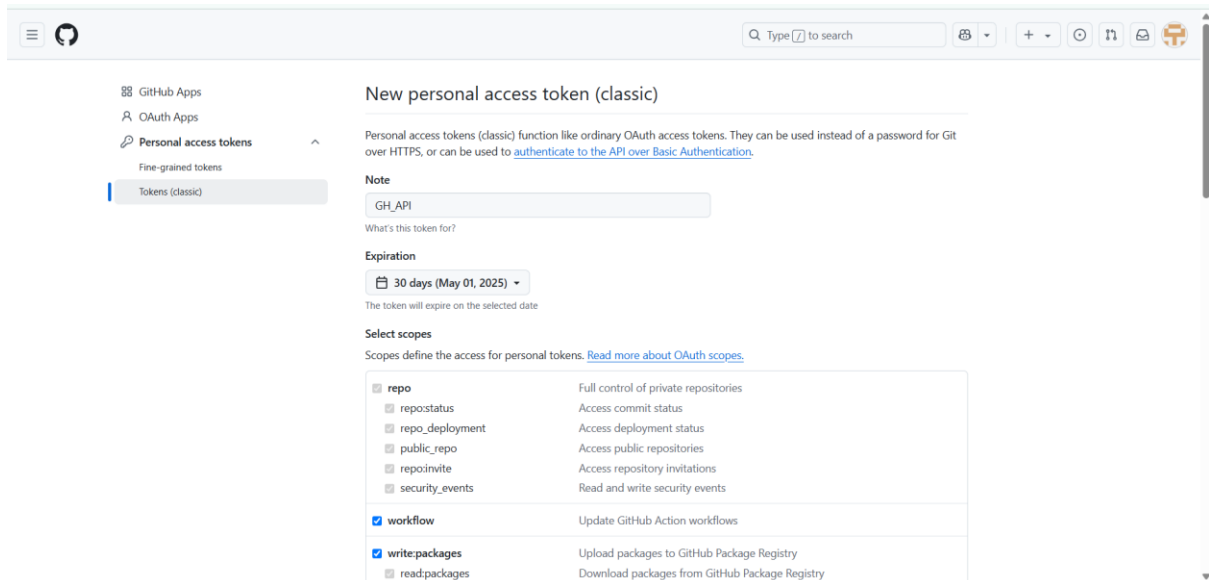 Type / to search
GitHub Apps
OAuth Apps
Personal access tokens
Fine-grained tokens
Tokens (classic)
New personal access token (classic)
Personal access tokens (classic) function like ordinary OAuth access tokens. They can be used instead of a password for Git
over HTTPS, or can be used to authenticate to the API over Basic Authentication.
Note
GH_API
What's this token for?
Expiration
30 days (May 01, 2025)
The token will expire on the selected date
Select scopes
Scopes define the access for personal tokens. Read more about OAuth scopes.
repo Full control of private repositories
repo:status Access commit status
repo_deployment Access deployment status
public_repo Access public repositories
repo:invite Access repository invitations
security_events Read and write security events
workflow Update GitHub Action workflows
write:packages Upload packages to GitHub Package Registry
read:packages Download packages from GitHub Package Registry